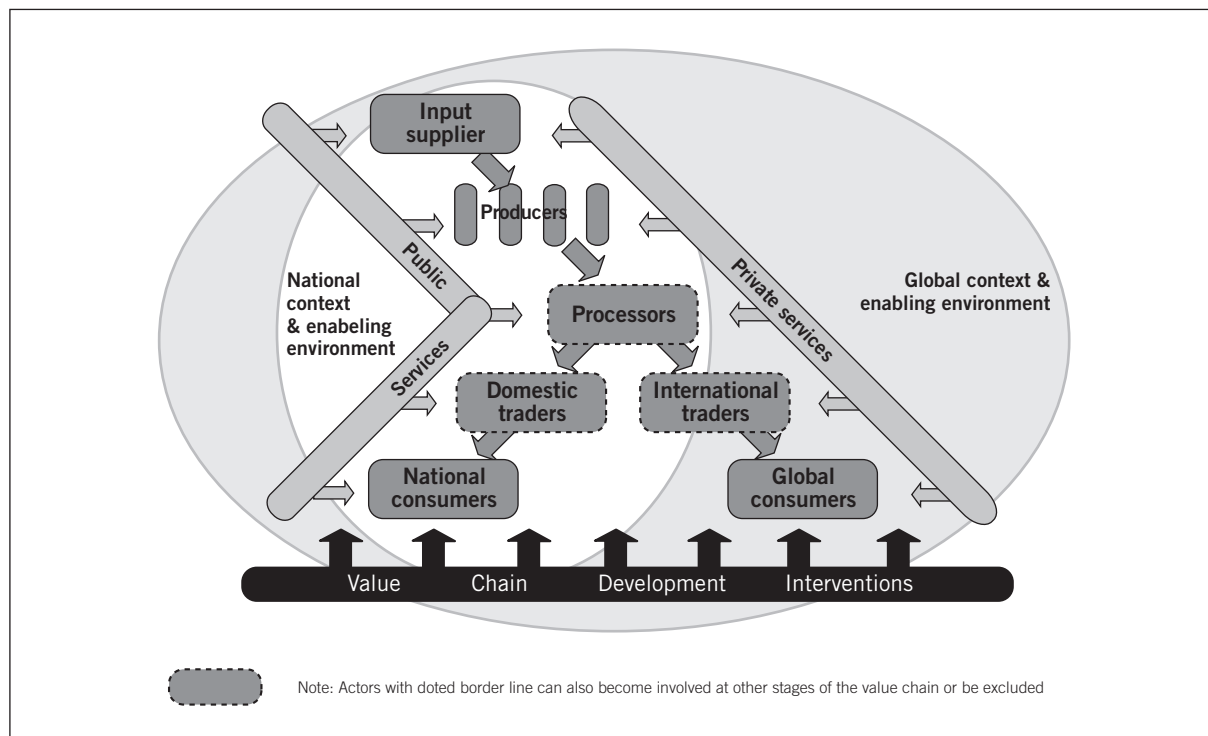 Input
supplier
Producers
Public
Services
Private services
National
context
& enabeling
environment
Global context &
enabling environment
Processors
Domestic
traders
International
traders
National
consumers
Global
consumers
Value Chain Development Interventions
Note: Actors with doted border line can also become involved at other stages of the value chain or be excluded